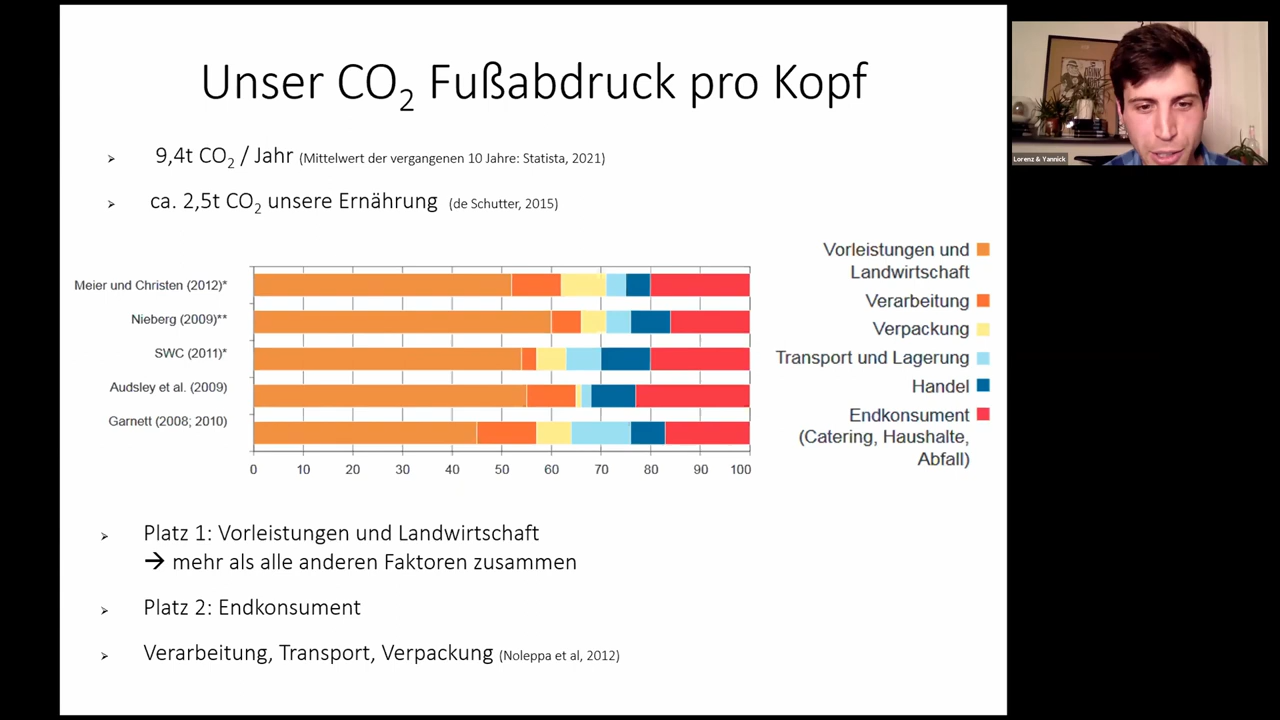 Unser CO2 Fußabdruck pro Kopf
9,4t CO2 / Jahr (Mittelwert der vergangenen 10 Jahre: Statista, 2021)
ca. 2,5t CO2 unsere Ernährung (de Schutter, 2015)
Meier und Christen (2012)*
Nieberg (2009)**
SWC (2011)*
Audsley et al. (2009)
Garnett (2008; 2010)
0 10 20 30 40 50 60 70 80 90 100
Vorleistungen und
Landwirtschaft
Verarbeitung
Verpackung
Transport und Lagerung
Handel
Endkonsument
(Catering, Haushalte,
Abfall)
Platz 1: Vorleistungen und Landwirtschaft
→ mehr als alle anderen Faktoren zusammen
Platz 2: Endkonsument
Verarbeitung, Transport, Verpackung (Noleppa et al, 2012)
Lorenz & Yannick